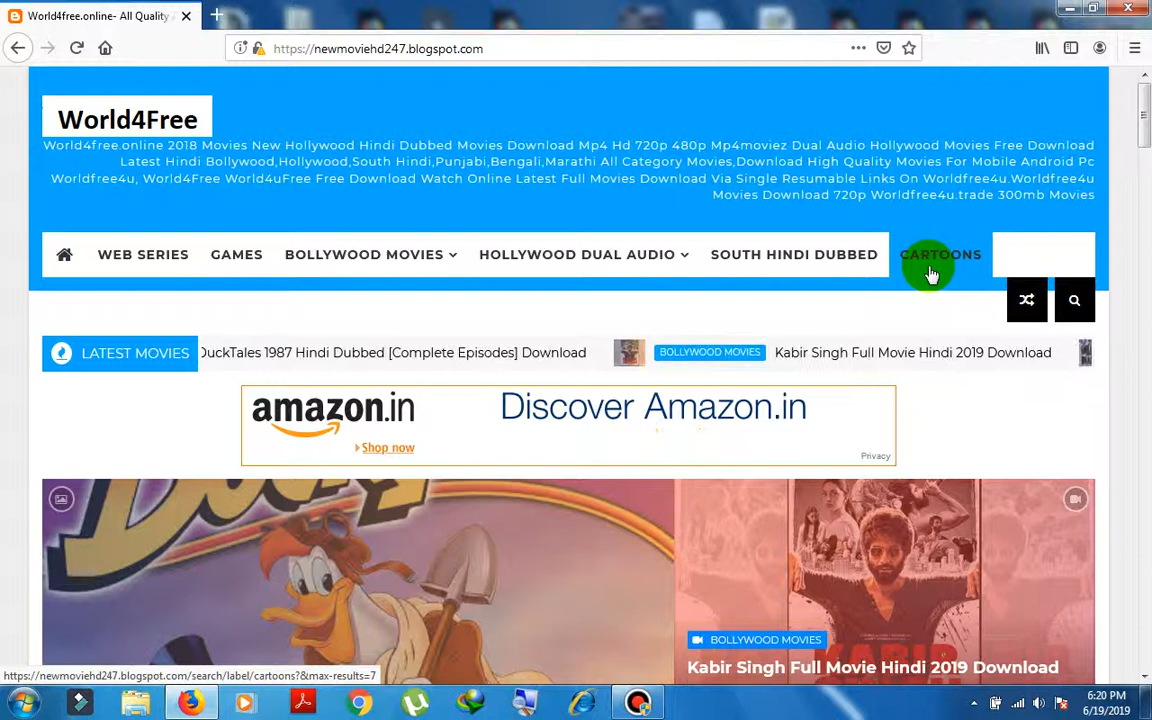 World4free.online- All Quality
https://newmoviehd247.blogspot.com
World4Free
World4free.online 2018 Movies New Hollywood Hindi Dubbed Movies Download Mp4 Hd 720p 480p Mp4moviez Dual Audio Hollywood Movies Free Download
Latest Hindi Bollywood,Hollywood,South Hindi,Punjabi,Bengali,Marathi All Category Movies,Download High Quality Movies For Mobile Android Pc
Worldfree4u, World4Free World4uFree Free Download Watch Online Latest Full Movies Download Via Single Resumable Links On Worldfree4u.Worldfree4u
Movies Download 720p Worldfree4u.trade 300mb Movies
WEB SERIES GAMES BOLLYWOOD MOVIES HOLLYWOOD DUAL AUDIO SOUTH HINDI DUBBED CARTOONS
LATEST MOVIES DuckTales 1987 Hindi Dubbed [Complete Episodes] Download BOLLYWOOD MOVIES Kabir Singh Full Movie Hindi 2019 Download
amazon.in Discover Amazon.in
Shop now
Privacy
BOLLYWOOD MOVIES
Kabir Singh Full Movie Hindi 2019 Download
https://newmoviehd247.blogspot.com/search/label/cartoons?&max-results=7
6:20 PM
6/19/2019